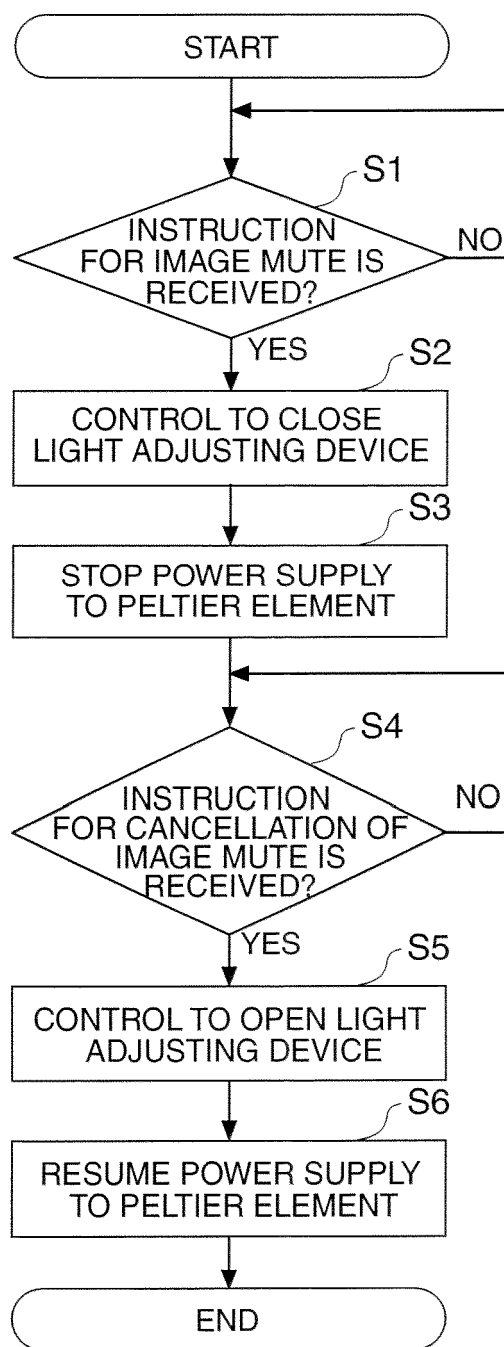 START
S1
INSTRUCTION
FOR IMAGE MUTE IS
RECEIVED?
NO
YES
S2
CONTROL TO CLOSE
LIGHT ADJUSTING DEVICE
S3
STOP POWER SUPPLY
TO PELTIER ELEMENT
S4
INSTRUCTION
FOR CANCELLATION OF
IMAGE MUTE IS
RECEIVED?
NO
YES
S5
CONTROL TO OPEN LIGHT
ADJUSTING DEVICE
S6
RESUME POWER SUPPLY
TO PELTIER ELEMENT
END